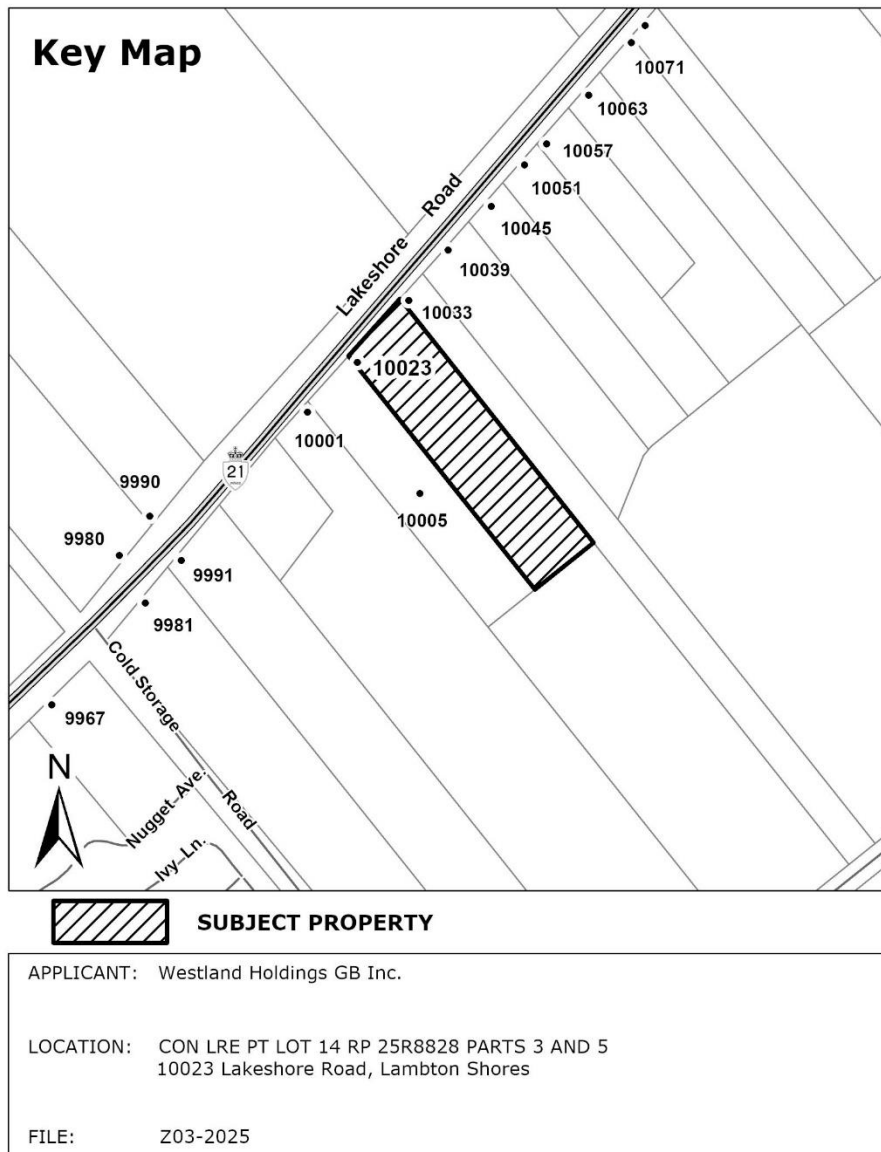 Key Map
10071
10063
10057
10051
Lakeshore Road
10045
10039
10033
10023
10001
21
9990
10005
9980
9991
9981
Cold Storage Road
9967
N
Nugget Ave.
Ivy Ln.
SUBJECT PROPERTY
APPLICANT: Westland Holdings GB Inc.
LOCATION: CON LRE PT LOT 14 RP 25R8828 PARTS 3 AND 5
10023 Lakeshore Road, Lambton Shores
FILE: Z03-2025